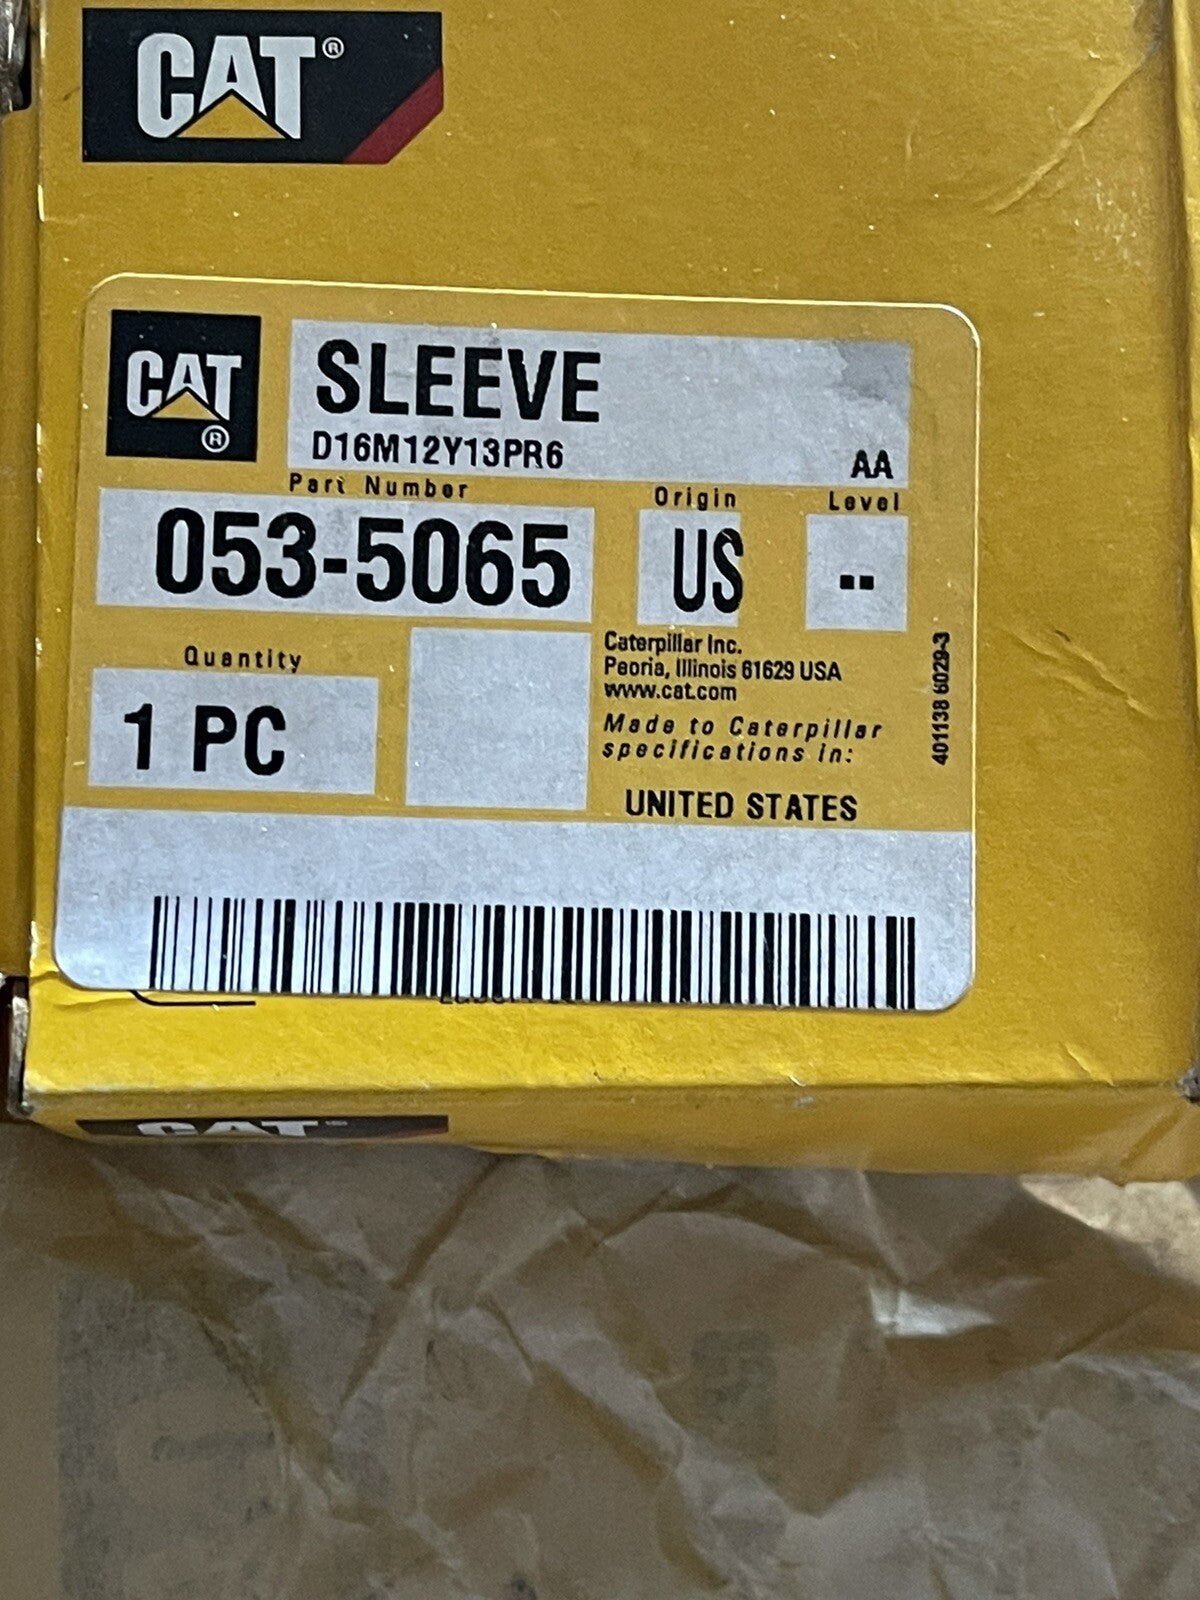 CAT®
CAT®
SLEEVE
D16M12Y13PR6
AA
Part Number
Origin
Level
053-5065
US
--
Quantity
1 PC
Caterpillar Inc.
Peoria, Illinois 61629 USA
www.cat.com
Made to Caterpillar
specifications in:
UNITED STATES
401138 6029-3
CAT®